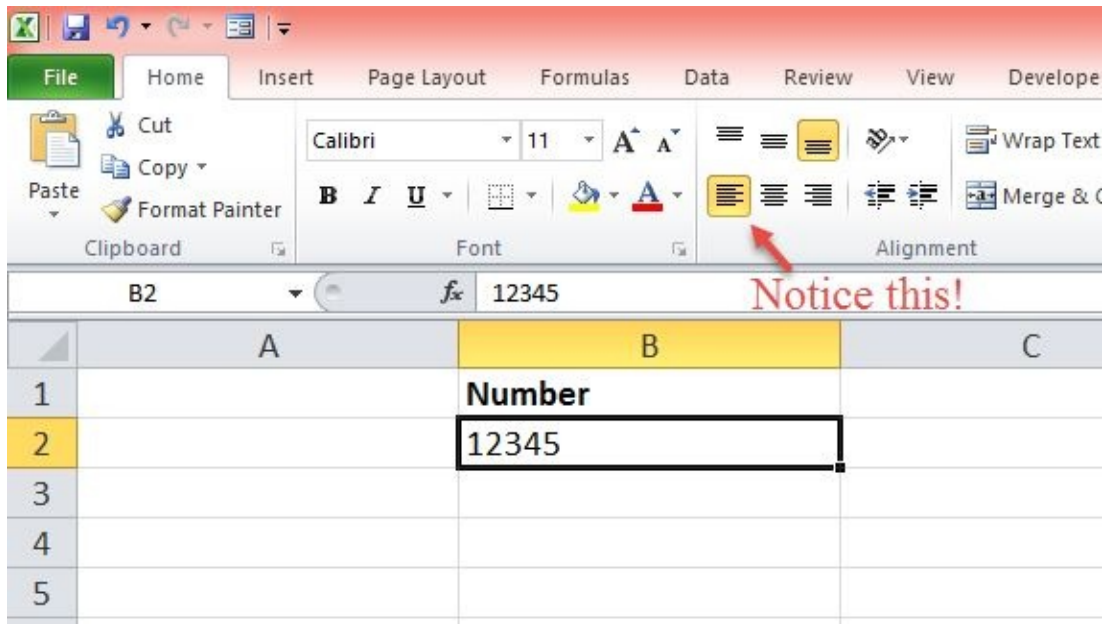 File Home Insert Page Layout Formulas Data Review View Develope
Cut
Calibri 11 A A Wrap Text
Copy
Paste
B I U A Merge & C
Format Painter
Clipboard Font Alignment
B2 fx 12345 Notice this!
A B C
1 Number
2 12345
3
4
5